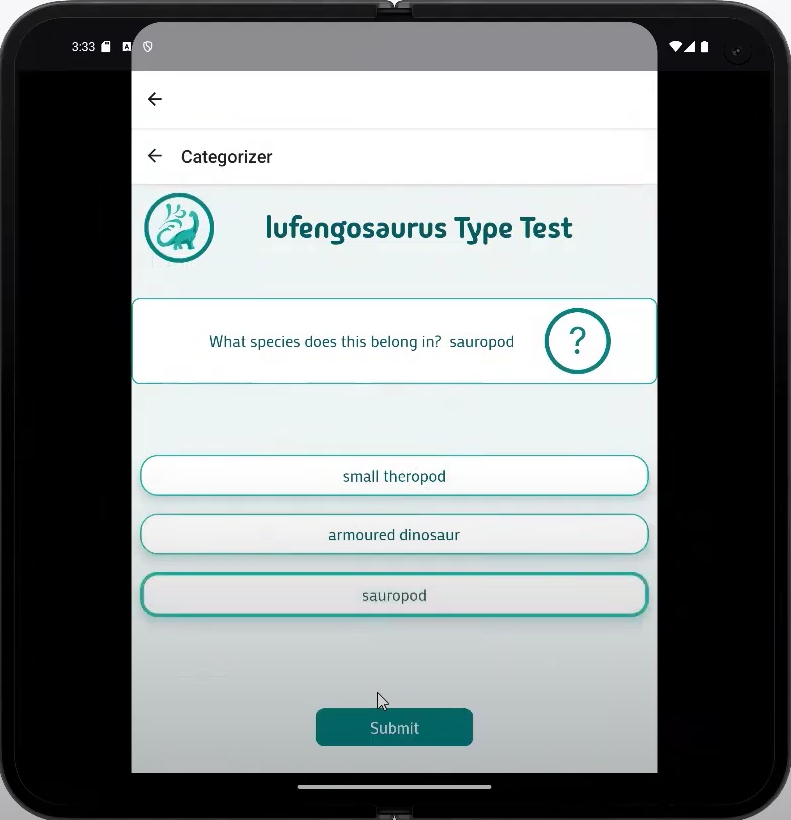 3:33
Categorizer
lufengosaurus Type Test
What species does this belong in? sauropod
?
small theropod
armoured dinosaur
sauropod
Submit